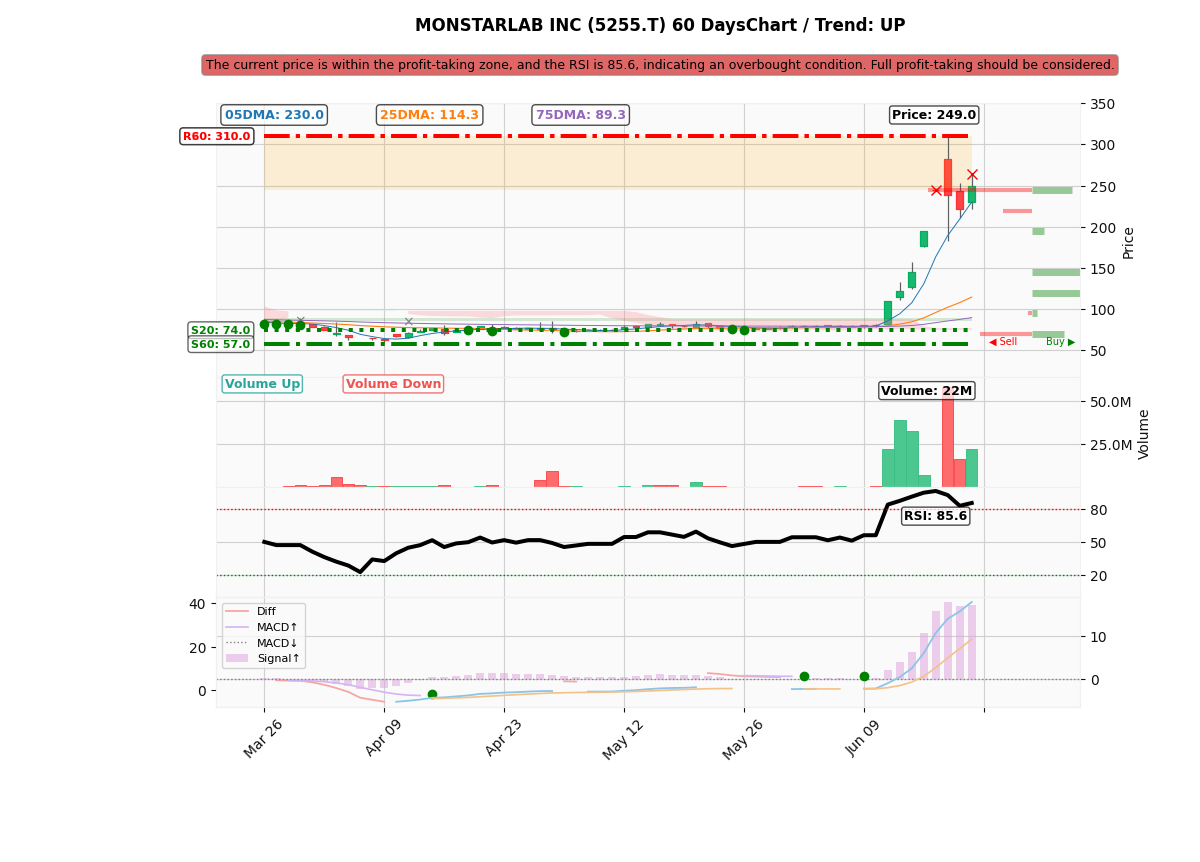 MONSTARLAB INC (5255.T) 60 DaysChart / Trend: UP
The current price is within the profit-taking zone, and the RSI is 85.6, indicating an overbought condition. Full profit-taking should be considered.
05DMA: 230.0
25DMA: 114.3
75DMA: 89.3
Price: 249.0
R60: 310.0
S20: 74.0
S60: 57.0
350
300
250
200
150
100
50
Price
◀ Sell
Buy ▶
Volume Up
Volume Down
Volume: 22M
50.0M
25.0M
Volume
RSI: 85.6
80
50
20
Diff
MACD↑
MACD↓
Signal↑
40
20
0
10
0
Mar 26
Apr 09
Apr 23
May 12
May 26
Jun 09